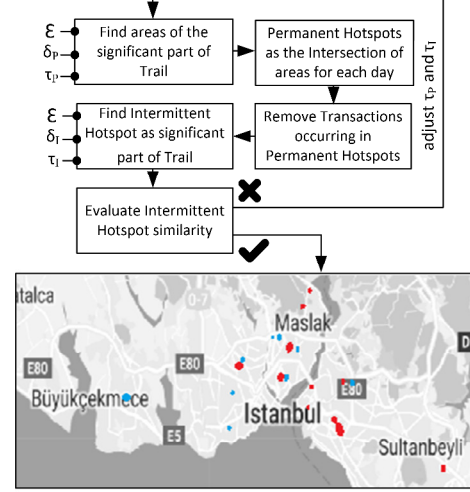 ε
δP
τP
Find areas of the
significant part of
Trail
Permanent Hotspots
as the Intersection of
areas for each day
adjust τP and τI
ε
δI
τI
Find Intermittent
Hotspot as significant
part of Trail
Remove Transactions
occurring in
Permanent Hotspots
Evaluate Intermittent
Hotspot similarity
atalca
O-7
Maslak
D
E80
E80
E80
Büyükçekmece
Istanbul
E5
Sultanbeyli